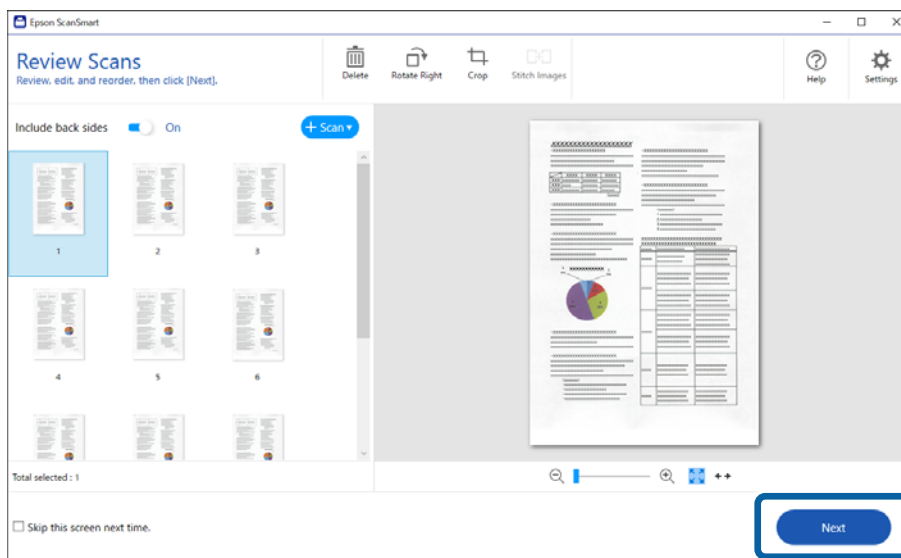 Epson ScanSmart
Review Scans
Review, edit, and reorder, then click [Next].
Delete
Rotate Right
Crop
Stitch Images
Help
Settings
Include back sides
On
+ Scan
1
2
3
4
5
6
Total selected : 1
Skip this screen next time.
Next